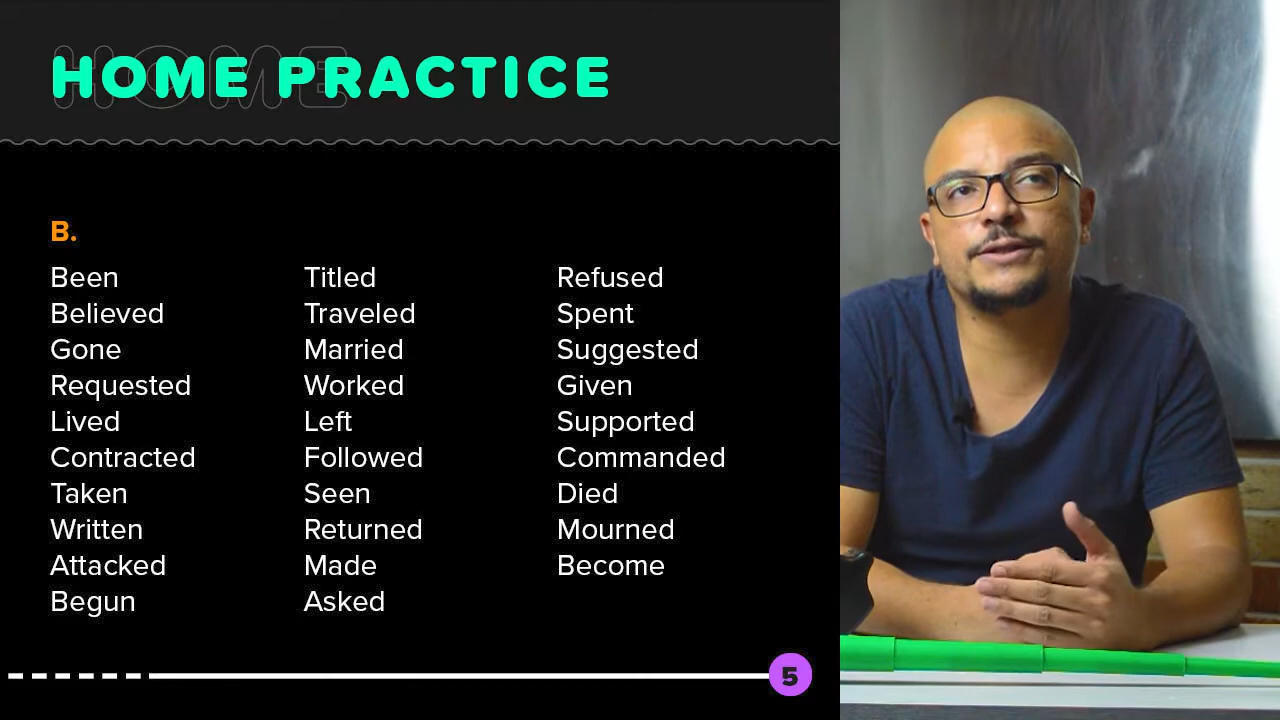 HOME PRACTICE
HOME
B.
Been
Believed
Gone
Requested
Lived
Contracted
Taken
Written
Attacked
Begun
Titled
Traveled
Married
Worked
Left
Followed
Seen
Returned
Made
Asked
Refused
Spent
Suggested
Given
Supported
Commanded
Died
Mourned
Become
5